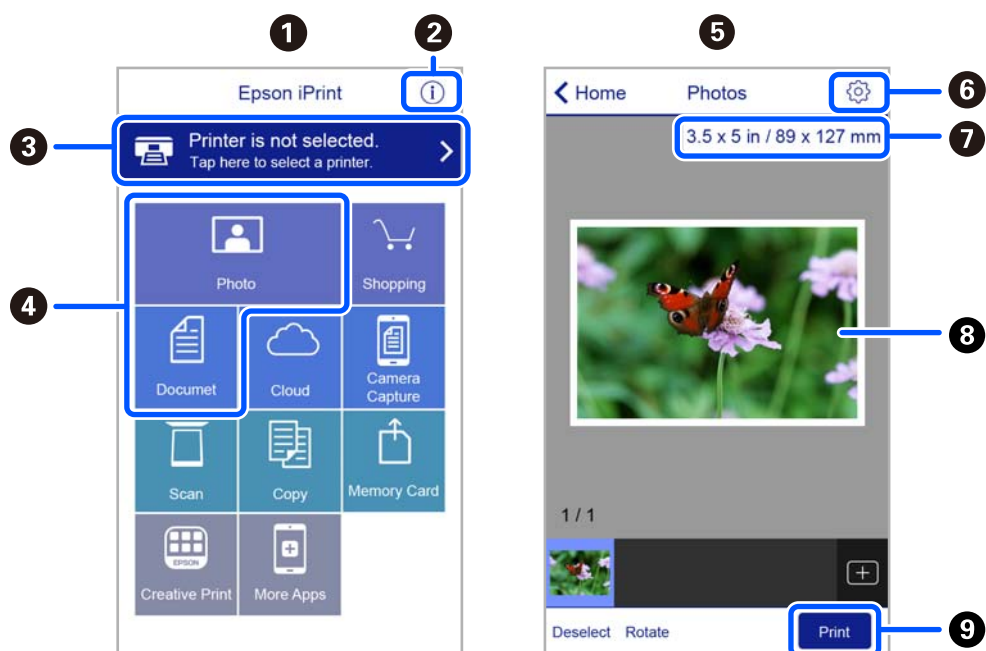 1
2
5
Epson iPrint
i
Home
Photos
6
3
Printer is not selected.
Tap here to select a printer.
3.5 x 5 in / 89 x 127 mm
7
4
Photo
Shopping
Documet
Cloud
Camera
Capture
8
Scan
Copy
Memory Card
1 / 1
EPSON
Creative Print
More Apps
Deselect
Rotate
Print
9